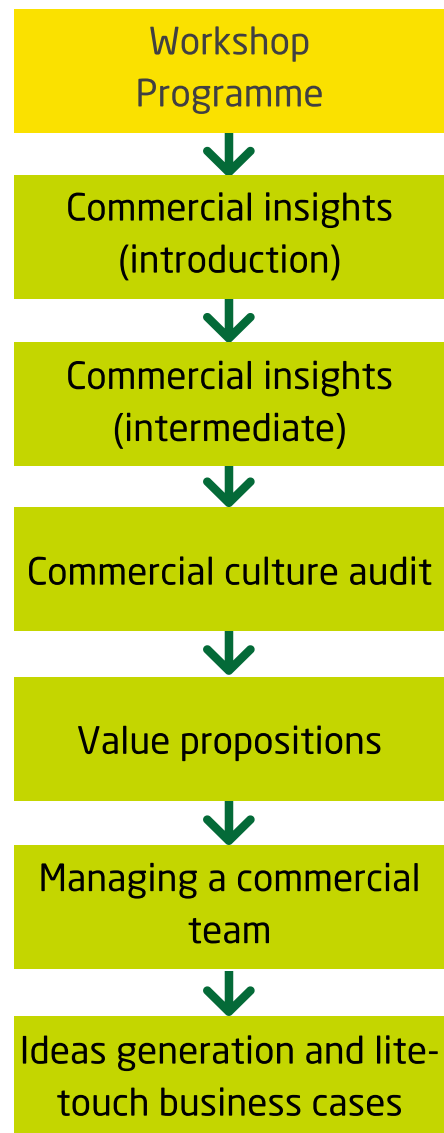 Workshop
Programme
Commercial insights
(introduction)
Commercial insights
(intermediate)
Commercial culture audit
Value propositions
Managing a commercial
team
Ideas generation and lite-
touch business cases